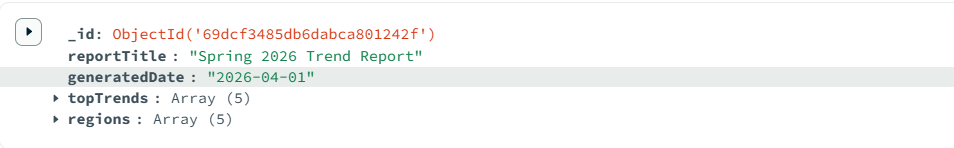 _id: ObjectId('69dcf3485db6dabca801242f')
reportTitle : "Spring 2026 Trend Report"
generatedDate : "2026-04-01"
topTrends : Array (5)
regions : Array (5)